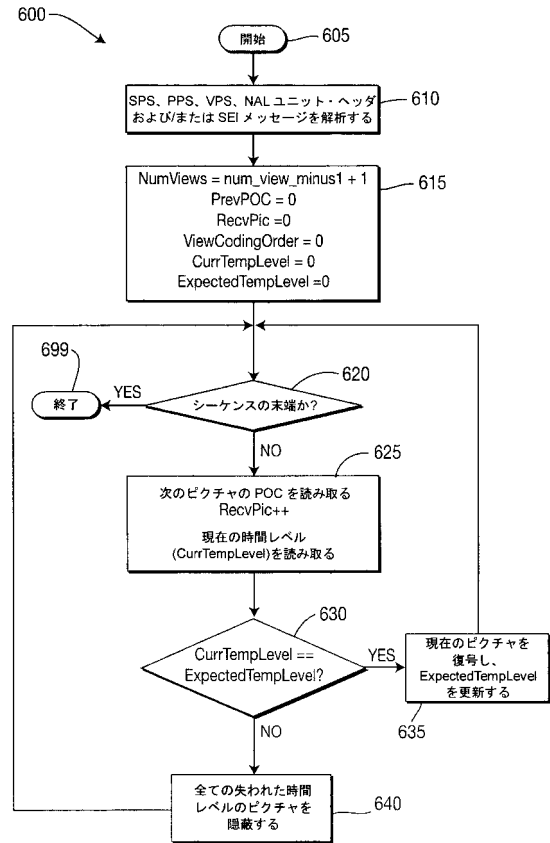 600
開始
605
SPS、PPS、VPS、NAL ユニット・ヘッダ
および/または SEI メッセージを解析する
610
NumViews = num_view_minus1 + 1
PrevPOC = 0
RecvPic =0
ViewCodingOrder = 0
CurrTempLevel = 0
ExpectedTempLevel =0
615
699
終了
YES
シーケンスの末端か?
620
NO
625
次のピクチャの POC を読み取る
RecvPic++
現在の時間レベル
(CurrTempLevel)を読み取る
630
CurrTempLevel ==
ExpectedTempLevel?
YES
現在のピクチャを
復号し、
ExpectedTempLevel
を更新する
635
NO
全ての失われた時間
レベルのピクチャを
隠蔽する
640